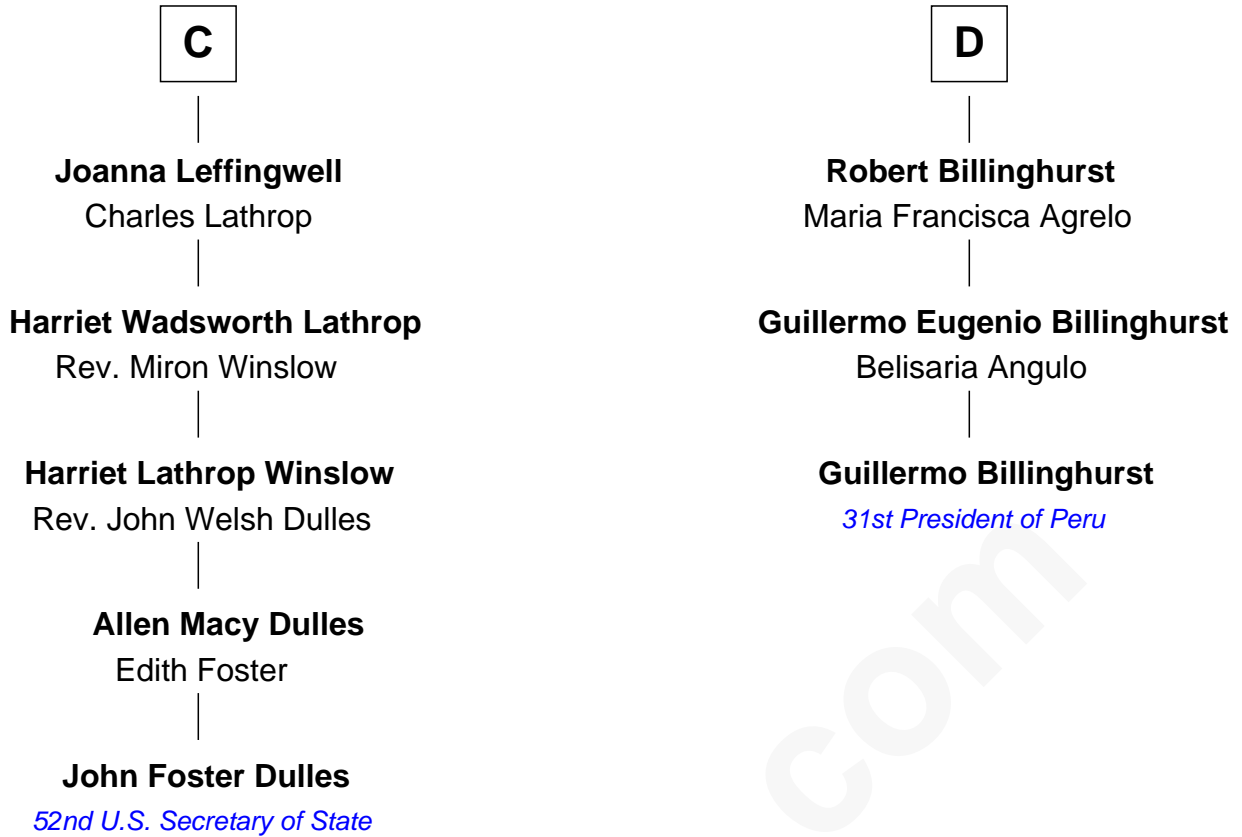 C
Joanna Leffingwell
Charles Lathrop
Harriet Wadsworth Lathrop
Rev. Miron Winslow
Harriet Lathrop Winslow
Rev. John Welsh Dulles
Allen Macy Dulles
Edith Foster
John Foster Dulles
52nd U.S. Secretary of State
D
Robert Billinghurst
Maria Francisca Agrelo
Guillermo Eugenio Billinghurst
Belisaria Angulo
Guillermo Billinghurst
31st President of Peru
com